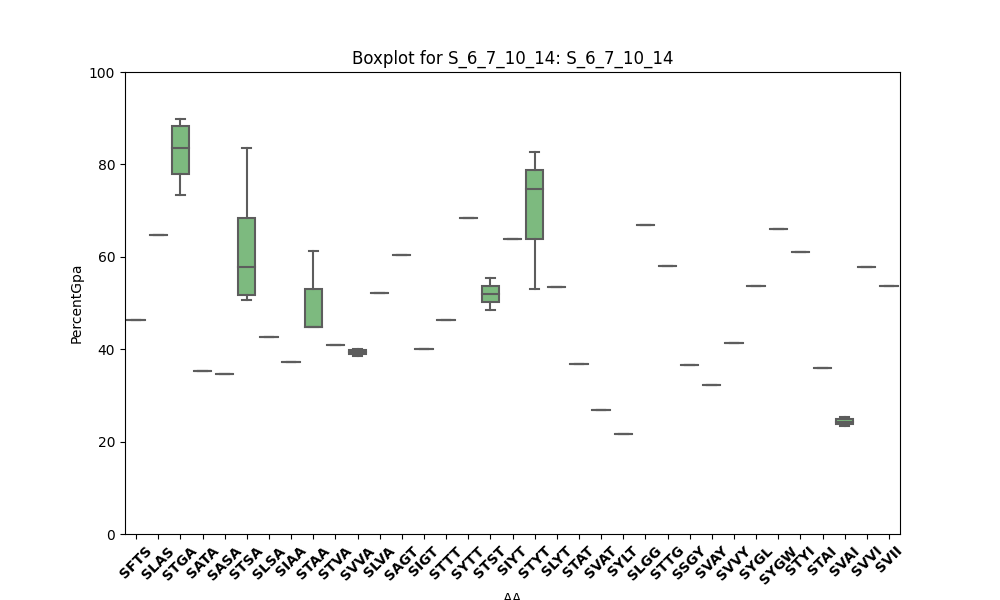 Boxplot for S_6_7_10_14: S_6_7_10_14
100
80
60
40
20
0
PercentGpa
SFTS SLAS STGA SATA SASA STSA SLSA SIAA STAA STVA SVVA SLVA SAGT SIGT STTT SYTT STST SIYT STYT SLYT STAT SVAT SYLT SLGG STTG SSGY SVAY SVVY SYGL SYGW STYI STAI SVAI SVVI SVII
AA